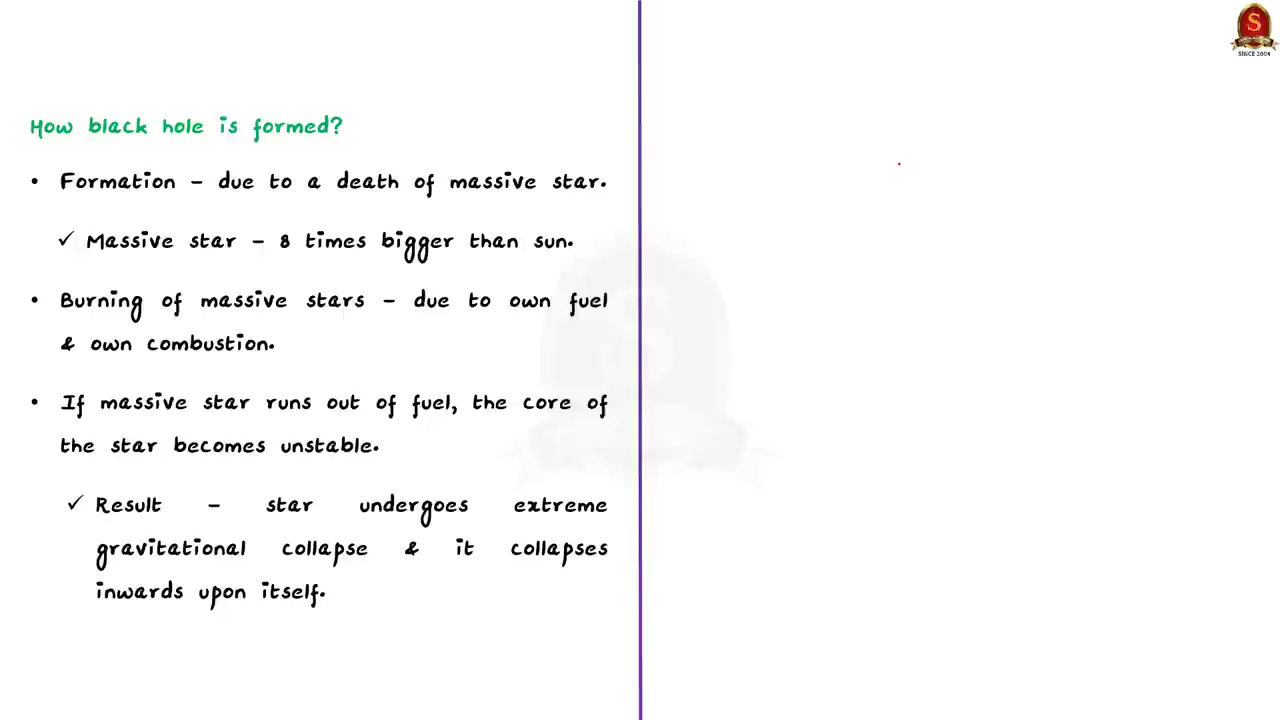 S
SINCE 2004
How black hole is formed?
• Formation – due to a death of massive star.
✓ Massive star – 8 times bigger than sun.
• Burning of massive stars – due to own fuel
& own combustion.
• If massive star runs out of fuel, the core of
the star becomes unstable.
✓ Result – star undergoes extreme
gravitational collapse & it collapses
inwards upon itself.